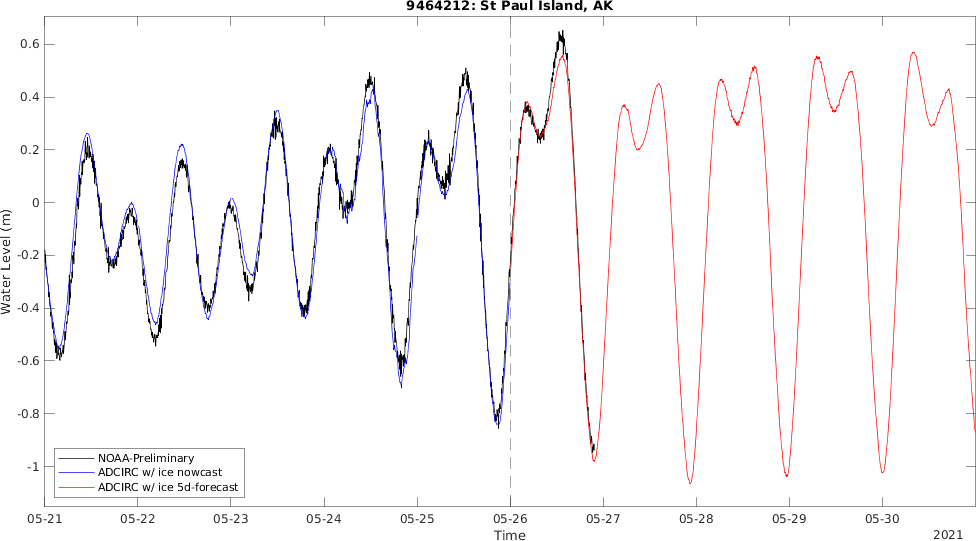 9464212: St Paul Island, AK
0.6
0.4
0.2
0
-0.2
-0.4
-0.6
-0.8
-1
Water Level (m)
NOAA-Preliminary
ADCIRC w/ ice nowcast
ADCIRC w/ ice 5d-forecast
05-21 05-22 05-23 05-24 05-25 05-26 05-27 05-28 05-29 05-30
Time
2021